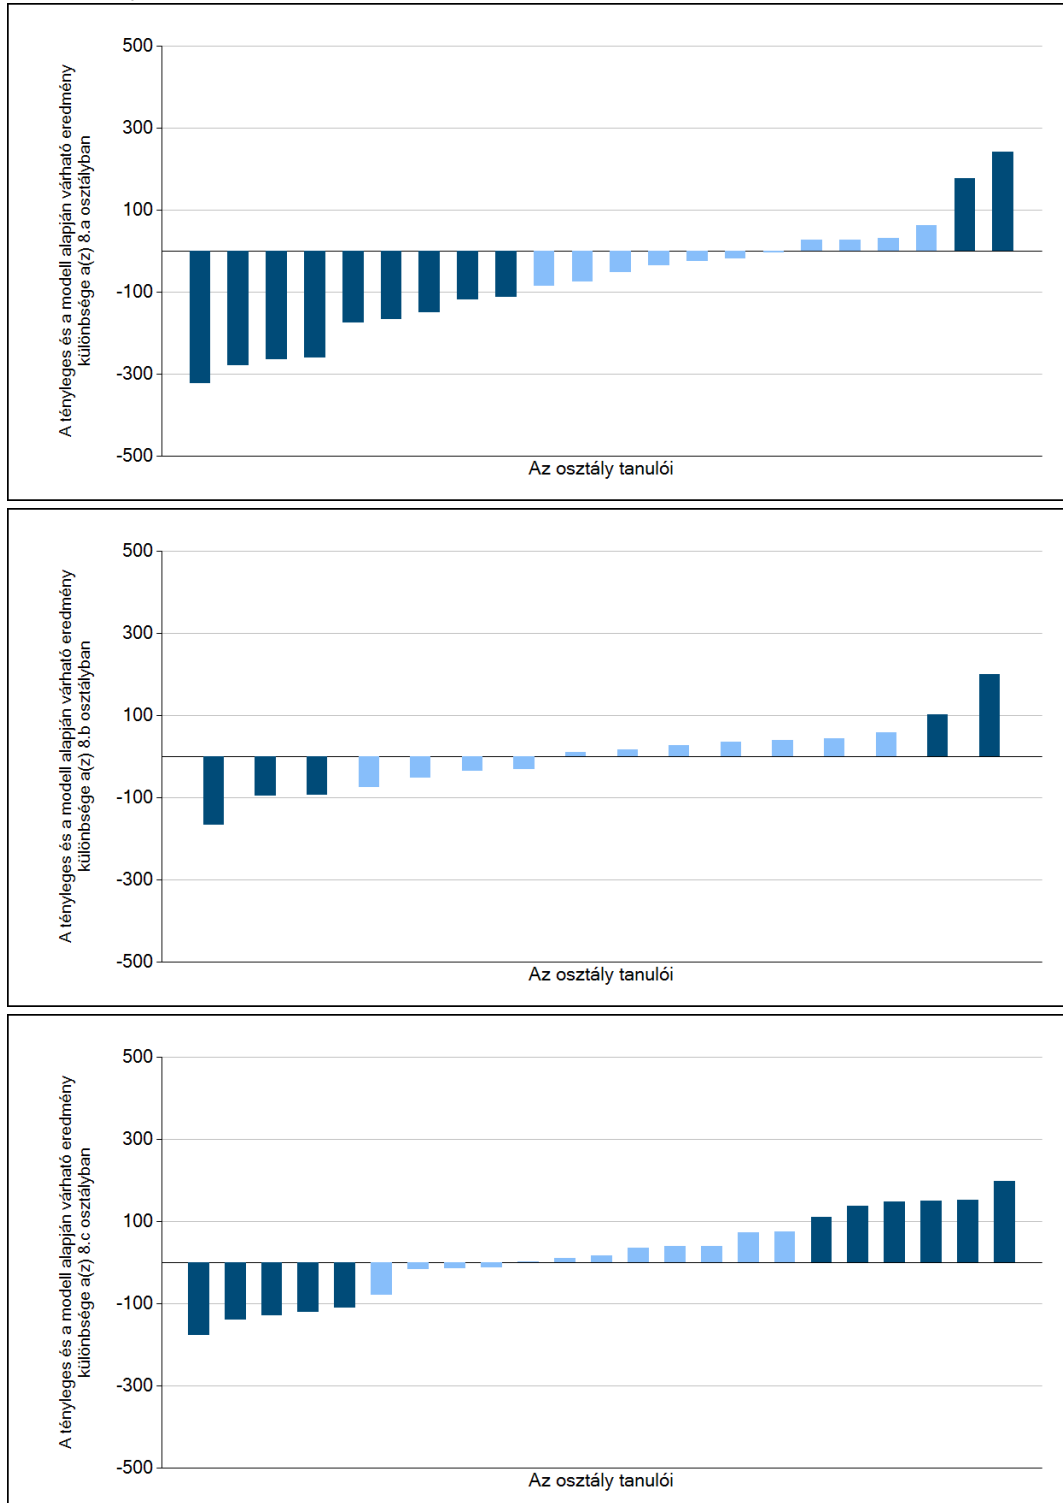 A tényleges és a modell alapján várható eredmény
különbsége a(z) 8.a osztályban
500
300
100
-100
-300
-500
Az osztály tanulói
A tényleges és a modell alapján várható eredmény
különbsége a(z) 8.b osztályban
500
300
100
-100
-300
-500
Az osztály tanulói
A tényleges és a modell alapján várható eredmény
különbsége a(z) 8.c osztályban
500
300
100
-100
-300
-500
Az osztály tanulói